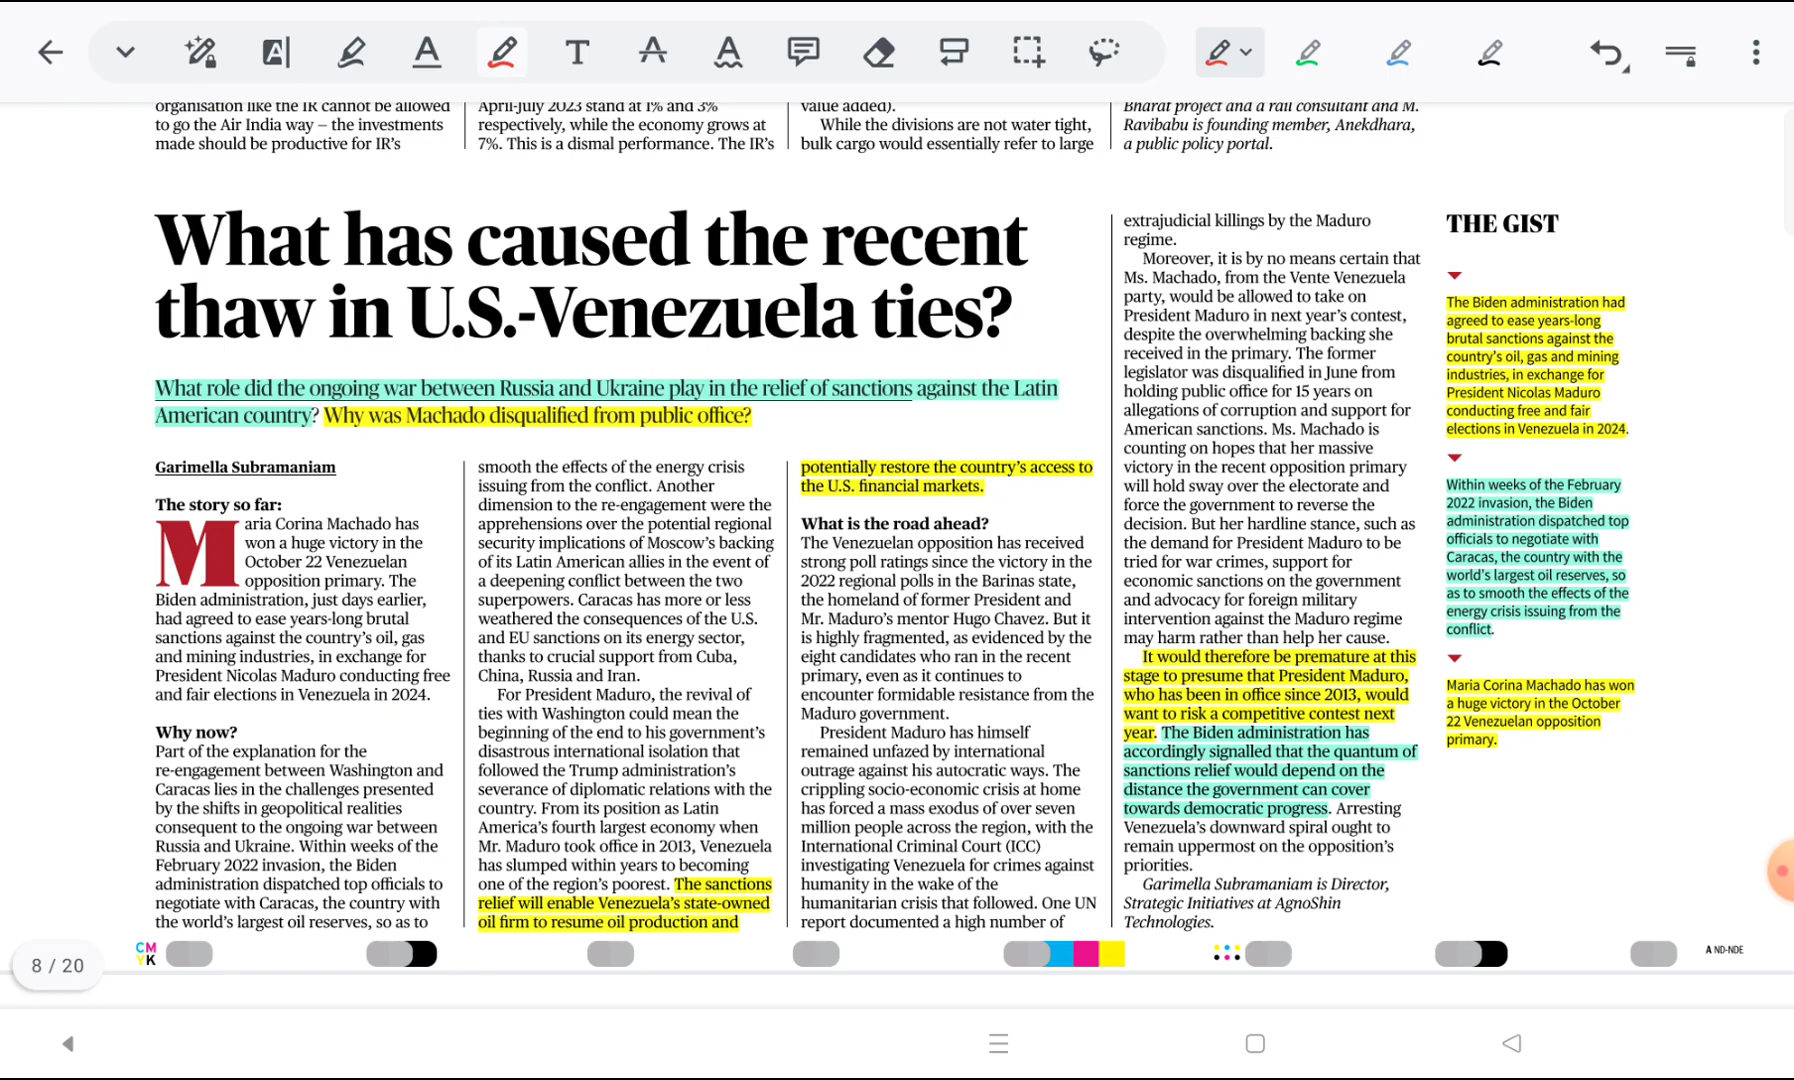 organisation like the IR cannot be allowed
to go the Air India way – the investments
made should be productive for IR's
April-July 2023 stand at 1% and 3%
respectively, while the economy grows at
7%. This is a dismal performance. The IR's
value added).
While the divisions are not water tight,
bulk cargo would essentially refer to large
Bharat project and a rail consultant and M.
Ravibabu is founding member, Anekdhara,
a public policy portal.
What has caused the recent
thaw in U.S.-Venezuela ties?
What role did the ongoing war between Russia and Ukraine play in the relief of sanctions against the Latin
American country? Why was Machado disqualified from public office?
Garimella Subramaniam
The story so far:
Maria Corina Machado has
won a huge victory in the
October 22 Venezuelan
opposition primary. The
Biden administration, just days earlier,
had agreed to ease years-long brutal
sanctions against the country's oil, gas
and mining industries, in exchange for
President Nicolas Maduro conducting free
and fair elections in Venezuela in 2024.
Why now?
Part of the explanation for the
re-engagement between Washington and
Caracas lies in the challenges presented
by the shifts in geopolitical realities
consequent to the ongoing war between
Russia and Ukraine. Within weeks of the
February 2022 invasion, the Biden
administration dispatched top officials to
negotiate with Caracas, the country with
the world's largest oil reserves, so as to
smooth the effects of the energy crisis
issuing from the conflict. Another
dimension to the re-engagement were the
apprehensions over the potential regional
security implications of Moscow's backing
of its Latin American allies in the event of
a deepening conflict between the two
superpowers. Caracas has more or less
weathered the consequences of the U.S.
and EU sanctions on its energy sector,
thanks to crucial support from Cuba,
China, Russia and Iran.
For President Maduro, the revival of
ties with Washington could mean the
beginning of the end to his government's
disastrous international isolation that
followed the Trump administration's
severance of diplomatic relations with the
country. From its position as Latin
America's fourth largest economy when
Mr. Maduro took office in 2013, Venezuela
has slumped within years to becoming
one of the region's poorest. The sanctions
relief will enable Venezuela's state-owned
oil firm to resume oil production and
potentially restore the country's access to
the U.S. financial markets.
What is the road ahead?
The Venezuelan opposition has received
strong poll ratings since the victory in the
2022 regional polls in the Barinas state,
the homeland of former President and
Mr. Maduro's mentor Hugo Chavez. But it
is highly fragmented, as evidenced by the
eight candidates who ran in the recent
primary, even as it continues to
encounter formidable resistance from the
Maduro government.
President Maduro has himself
remained unfazed by international
outrage against his autocratic ways. The
crippling socio-economic crisis at home
has forced a mass exodus of over seven
million people across the region, with the
International Criminal Court (ICC)
investigating Venezuela for crimes against
humanity in the wake of the
humanitarian crisis that followed. One UN
report documented a high number of
extrajudicial killings by the Maduro
regime.
Moreover, it is by no means certain that
Ms. Machado, from the Vente Venezuela
party, would be allowed to take on
President Maduro in next year's contest,
despite the overwhelming backing she
received in the primary. The former
legislator was disqualified in June from
holding public office for 15 years on
allegations of corruption and support for
American sanctions. Ms. Machado is
counting on hopes that her massive
victory in the recent opposition primary
will hold sway over the electorate and
force the government to reverse the
decision. But her hardline stance, such as
the demand for President Maduro to be
tried for war crimes, support for
economic sanctions on the government
and advocacy for foreign military
intervention against the Maduro regime
may harm rather than help her cause.
It would therefore be premature at this
stage to presume that President Maduro,
who has been in office since 2013, would
want to risk a competitive contest next
year. The Biden administration has
accordingly signalled that the quantum of
sanctions relief would depend on the
distance the government can cover
towards democratic progress. Arresting
Venezuela's downward spiral ought to
remain uppermost on the opposition's
priorities.
Garimella Subramaniam is Director,
Strategic Initiatives at AgnoShin
Technologies.
THE GIST
The Biden administration had
agreed to ease years-long
brutal sanctions against the
country's oil, gas and mining
industries, in exchange for
President Nicolas Maduro
conducting free and fair
elections in Venezuela in 2024.
Within weeks of the February
2022 invasion, the Biden
administration dispatched top
officials to negotiate with
Caracas, the country with the
world's largest oil reserves, so
as to smooth the effects of the
energy crisis issuing from the
conflict.
Maria Corina Machado has won
a huge victory in the October
22 Venezuelan opposition
primary.
CM
YK
A ND-NDE
8 / 20